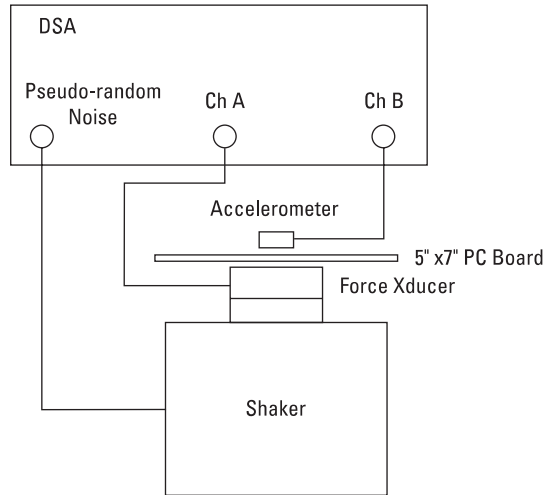 DSA
Pseudo-random
Noise
Ch A
Ch B
Accelerometer
5" x7" PC Board
Force Xducer
Shaker